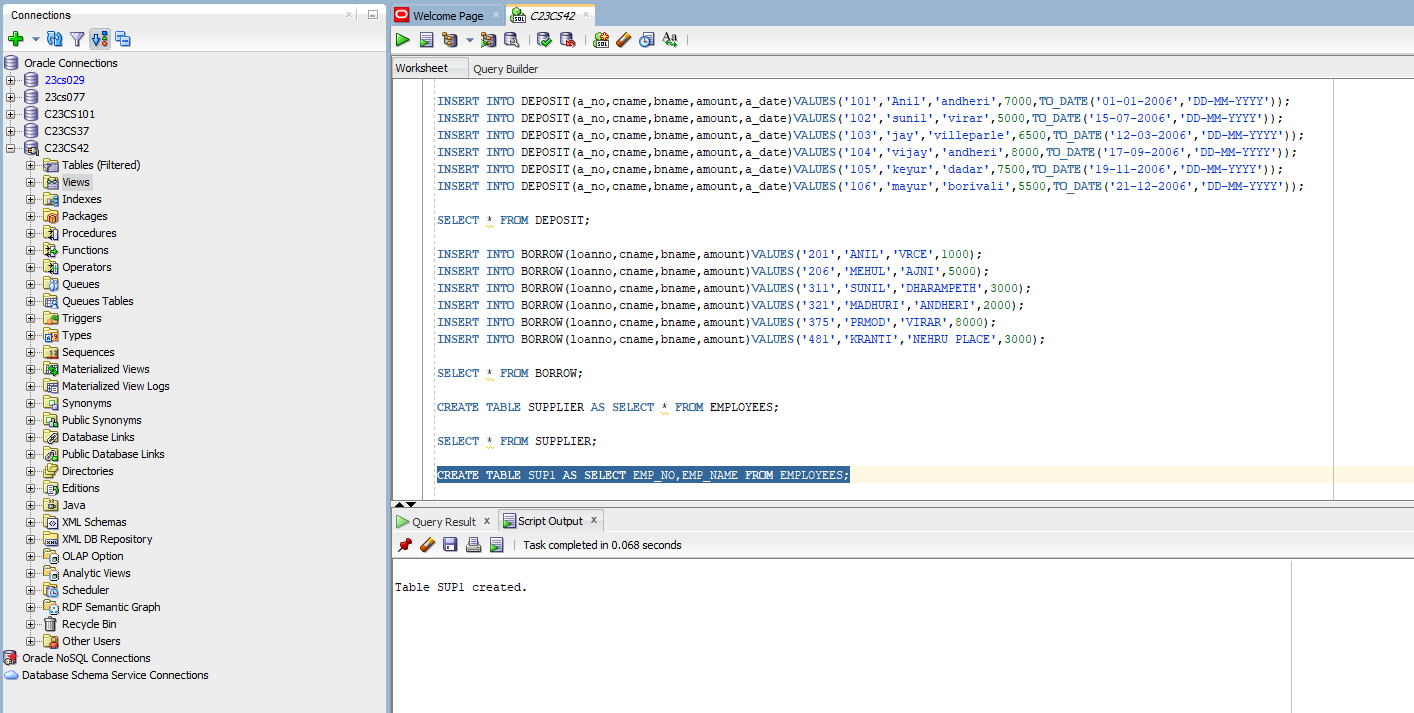 Connections
Oracle Connections
23cs029
23cs077
C23CS101
C23CS37
C23CS42
Tables (Filtered)
Views
Indexes
Packages
Procedures
Functions
Operators
Queues
Queues Tables
Triggers
Types
Sequences
Materialized Views
Materialized View Logs
Synonyms
Public Synonyms
Database Links
Public Database Links
Directories
Editions
Java
XML Schemas
XML DB Repository
OLAP Option
Analytic Views
Scheduler
RDF Semantic Graph
Recycle Bin
Other Users
Oracle NoSQL Connections
Database Schema Service Connections
Welcome Page
C23CS42
Worksheet
Query Builder
INSERT INTO DEPOSIT(a_no,cname,bname,amount,a_date)VALUES('101','Anil','andheri',7000,TO_DATE('01-01-2006','DD-MM-YYYY'));
INSERT INTO DEPOSIT(a_no,cname,bname,amount,a_date)VALUES('102','sunil','virar',5000,TO_DATE('15-07-2006','DD-MM-YYYY'));
INSERT INTO DEPOSIT(a_no,cname,bname,amount,a_date)VALUES('103','jay','villeparle',6500,TO_DATE('12-03-2006','DD-MM-YYYY'));
INSERT INTO DEPOSIT(a_no,cname,bname,amount,a_date)VALUES('104','vijay','andheri',8000,TO_DATE('17-09-2006','DD-MM-YYYY'));
INSERT INTO DEPOSIT(a_no,cname,bname,amount,a_date)VALUES('105','keyur','dadar',7500,TO_DATE('19-11-2006','DD-MM-YYYY'));
INSERT INTO DEPOSIT(a_no,cname,bname,amount,a_date)VALUES('106','mayur','borivali',5500,TO_DATE('21-12-2006','DD-MM-YYYY'));
SELECT * FROM DEPOSIT;
INSERT INTO BORROW(loanno,cname,bname,amount)VALUES('201','ANIL','VRCE',1000);
INSERT INTO BORROW(loanno,cname,bname,amount)VALUES('206','MEHUL','AJNI',5000);
INSERT INTO BORROW(loanno,cname,bname,amount)VALUES('311','SUNIL','DHARAMPETH',3000);
INSERT INTO BORROW(loanno,cname,bname,amount)VALUES('321','MADHURI','ANDHERI',2000);
INSERT INTO BORROW(loanno,cname,bname,amount)VALUES('375','PRMOD','VIRAR',8000);
INSERT INTO BORROW(loanno,cname,bname,amount)VALUES('481','KRANTI','NEHRU PLACE',3000);
SELECT * FROM BORROW;
CREATE TABLE SUPPLIER AS SELECT * FROM EMPLOYEES;
SELECT * FROM SUPPLIER;
CREATE TABLE SUP1 AS SELECT EMP_NO,EMP_NAME FROM EMPLOYEES;
Query Result
Script Output
Task completed in 0.068 seconds
Table SUP1 created.